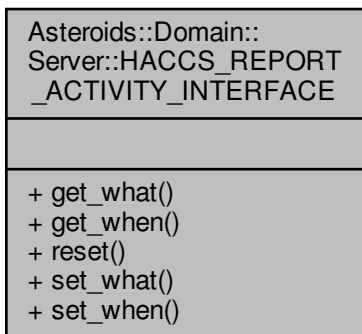 Asteroids::Domain::
Server::HACCS_REPORT
_ACTIVITY_INTERFACE
+ get_what()
+ get_when()
+ reset()
+ set_what()
+ set_when()